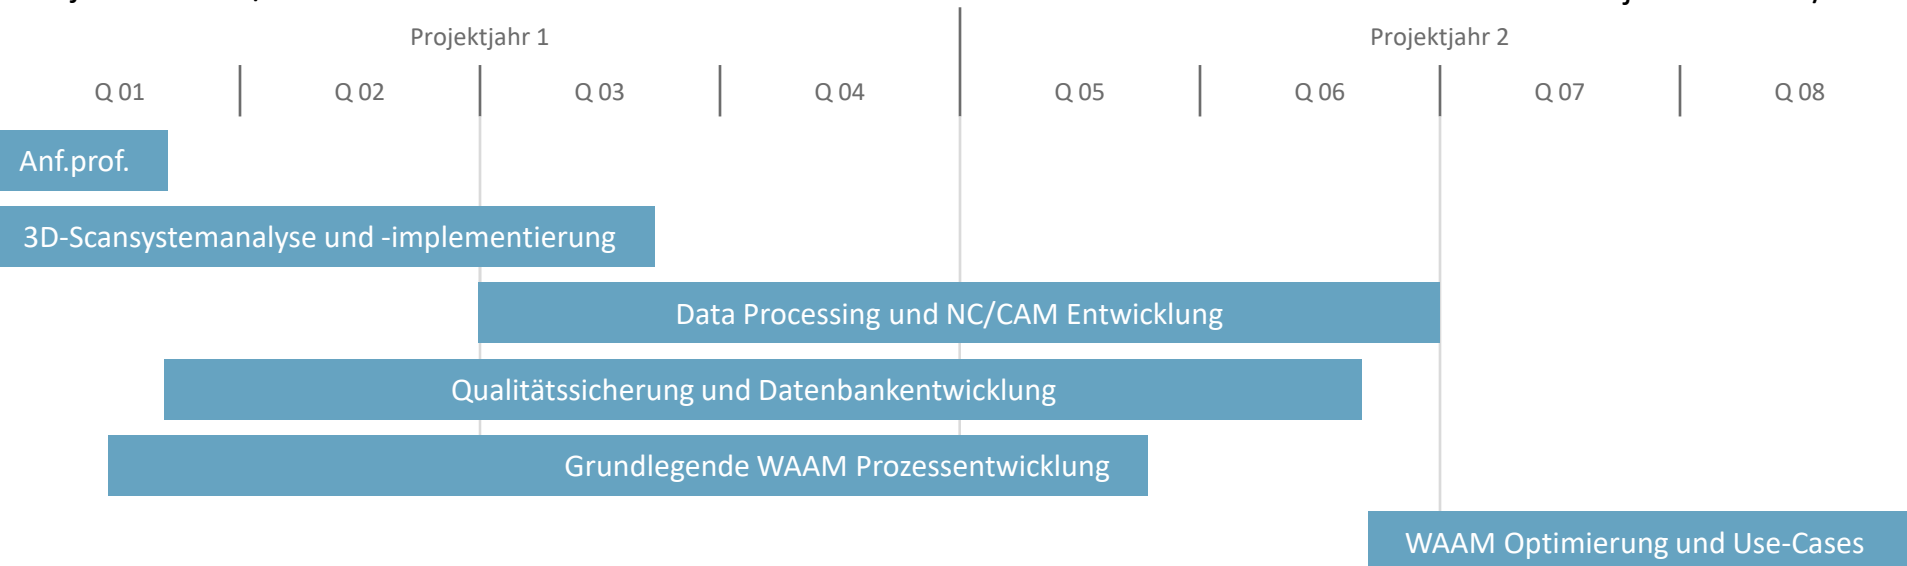 Projektjahr 1
Projektjahr 2
Q 01
Q 02
Q 03
Q 04
Q 05
Q 06
Q 07
Q 08
Anf.prof.
3D-Scansystemanalyse und -implementierung
Data Processing und NC/CAM Entwicklung
Qualitätssicherung und Datenbankentwicklung
Grundlegende WAAM Prozessentwicklung
WAAM Optimierung und Use-Cases